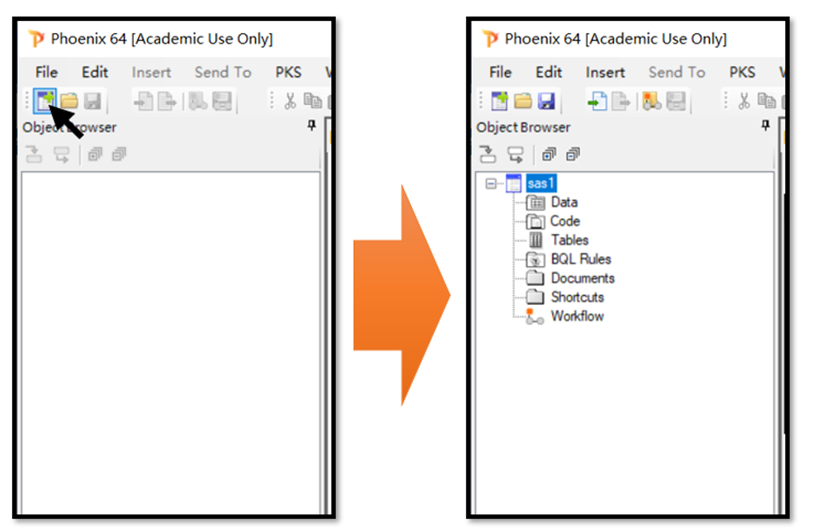 Phoenix 64 [Academic Use Only]
File Edit Insert Send To PKS
Object Browser
Phoenix 64 [Academic Use Only]
File Edit Insert Send To PKS
Object Browser
sas1
Data
Code
Tables
BQL Rules
Documents
Shortcuts
Workflow